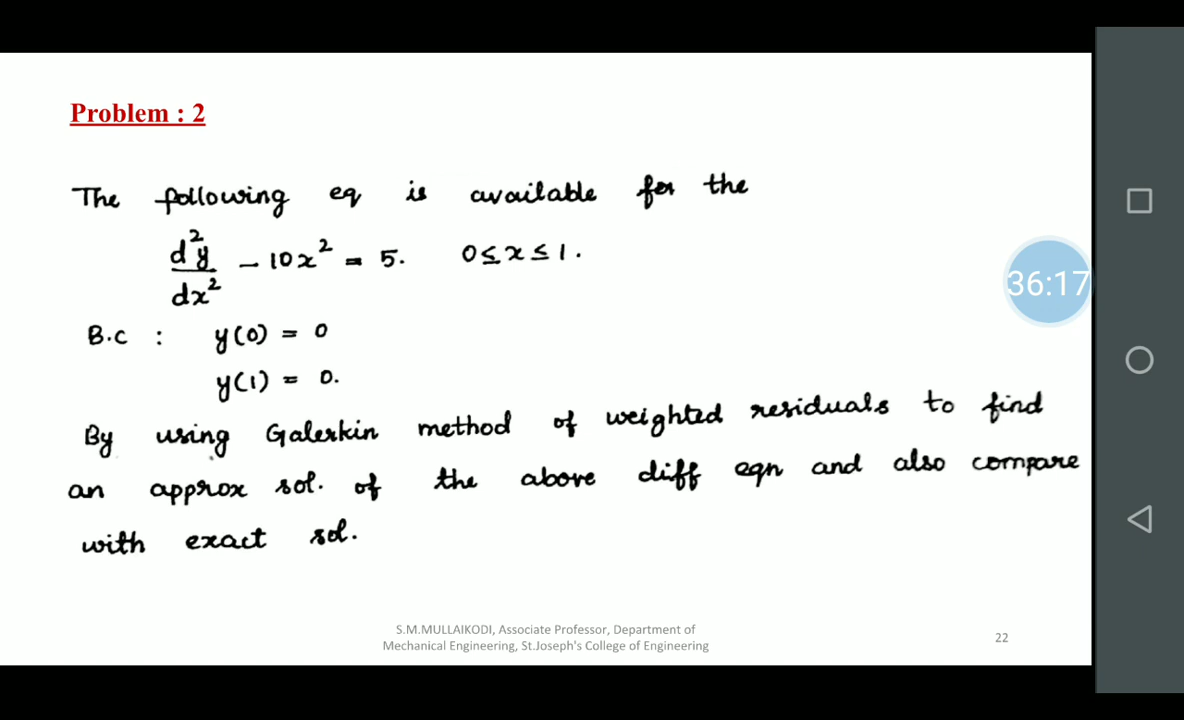 Problem : 2
The following eq is available for the
d²y/dx² - 10x² = 5. 0 ≤ x ≤ 1.
B.c : y(0) = 0
y(1) = 0.
36:17
By using Galerkin method of weighted residuals to find
an approx sol. of the above diff eqn and also compare
with exact sol.
S.M.MULLAIKODI, Associate Professor, Department of
Mechanical Engineering, St.Joseph's College of Engineering
22